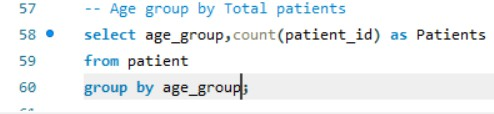 57 -- Age group by Total patients
58 select age_group,count(patient_id) as Patients
59 from patient
60 group by age_group;